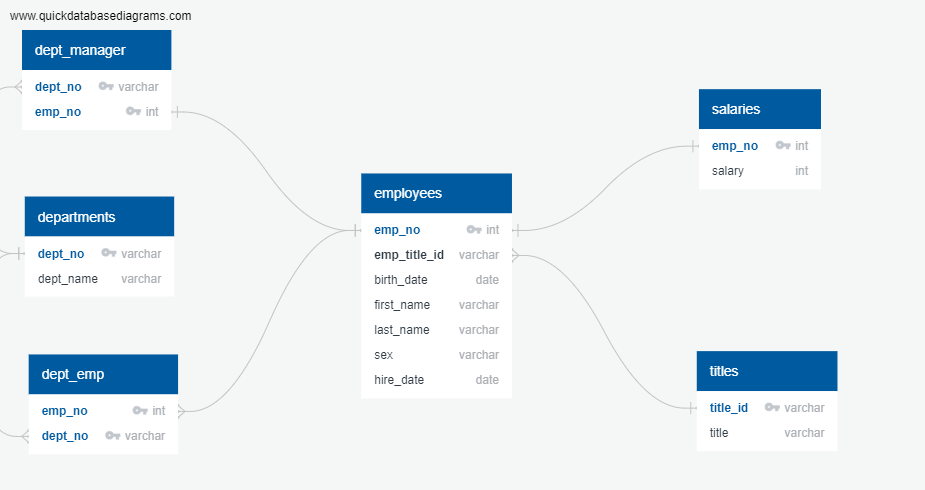 www.quickdatabasediagrams.com
dept_manager
dept_no varchar
emp_no int
departments
dept_no varchar
dept_name varchar
dept_emp
emp_no int
dept_no varchar
employees
emp_no int
emp_title_id varchar
birth_date date
first_name varchar
last_name varchar
sex varchar
hire_date date
salaries
emp_no int
salary int
titles
title_id varchar
title varchar